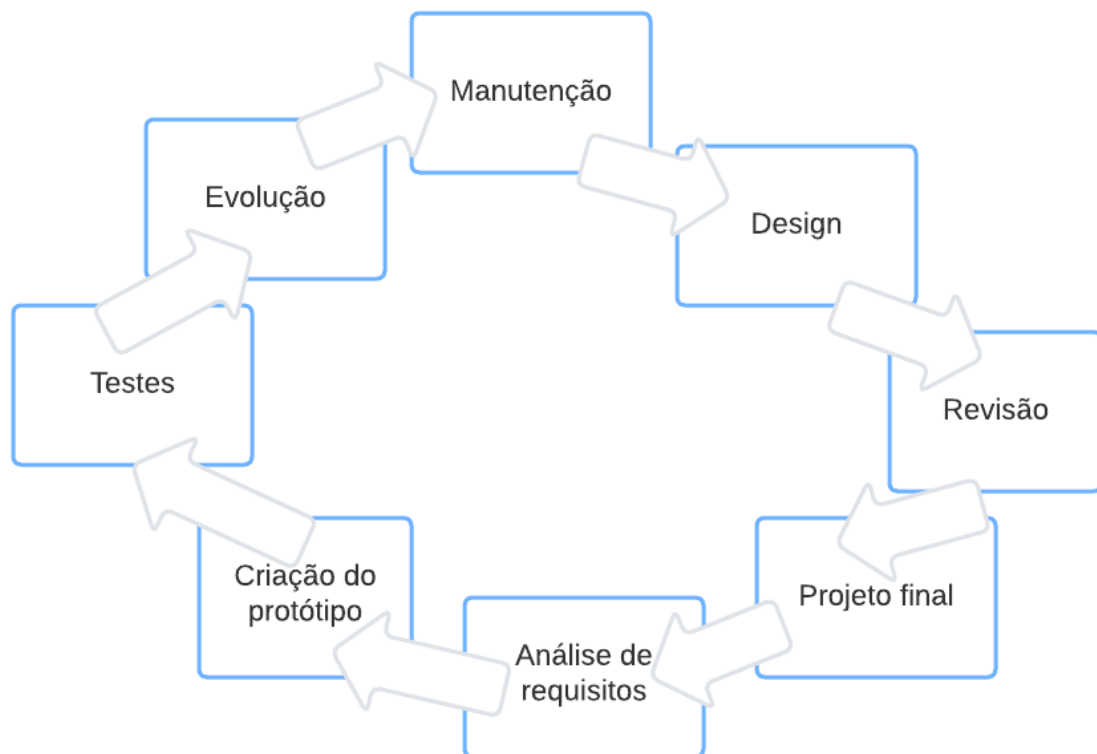 Manutenção
Evolução
Design
Testes
Revisão
Criação do
protótipo
Projeto final
Análise de
requisitos